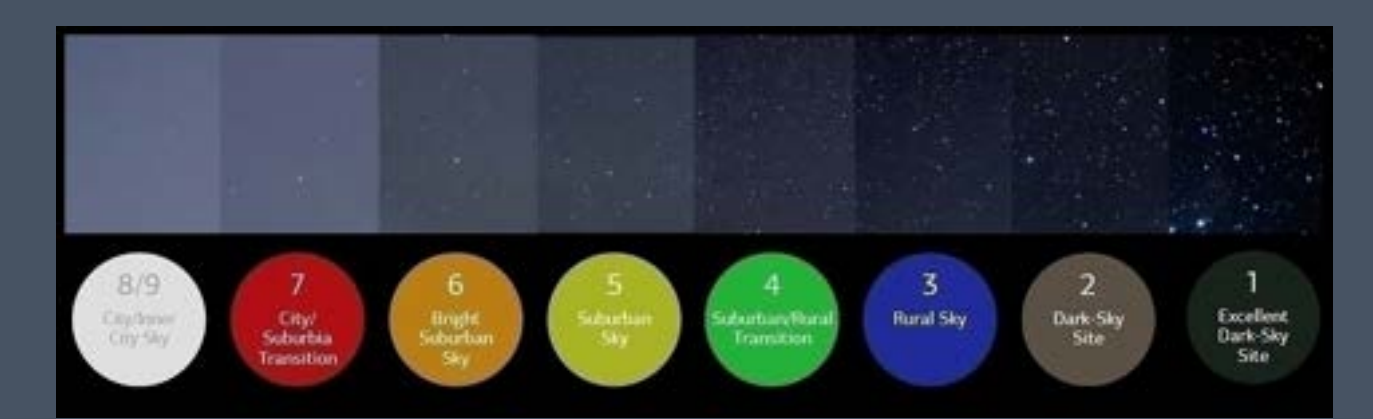 8/9
City/Inner
City Sky
7
City/
Suburbia
Transition
6
Bright
Suburban
Sky
5
Suburban
Sky
4
Suburban/Rural
Transition
3
Rural Sky
2
Dark-Sky
Site
1
Excellent
Dark-Sky
Site